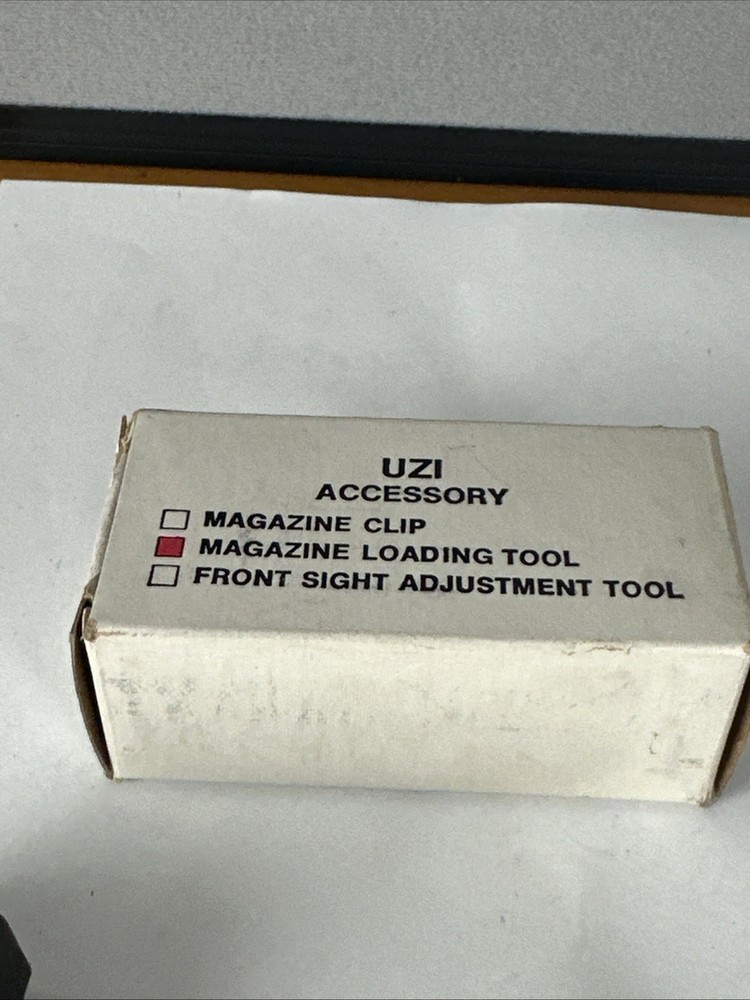 UZI
ACCESSORY
☐ MAGAZINE CLIP
■ MAGAZINE LOADING TOOL
☐ FRONT SIGHT ADJUSTMENT TOOL